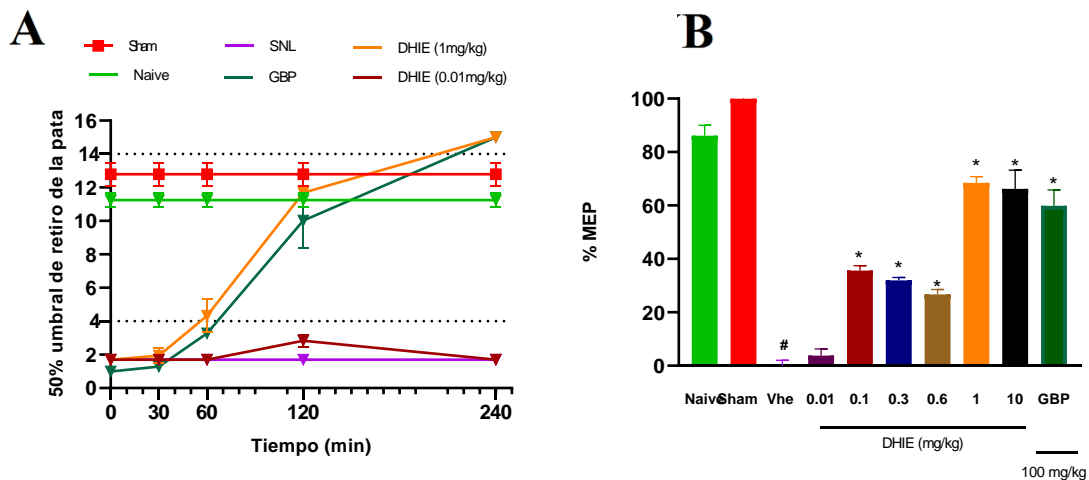 A
Sham
SNL
DHIE (1mg/kg)
Naive
GBP
DHIE (0.01mg/kg)
50% umbral de retiro de la pata
16
14
12
10
8
6
4
2
0
0 30 60 120 240
Tiempo (min)
B
% MEP
100
80
60
40
20
0
#
* * * * * *
Naive Sham Vhe 0.01 0.1 0.3 0.6 1 10 GBP
DHIE (mg/kg)
100 mg/kg